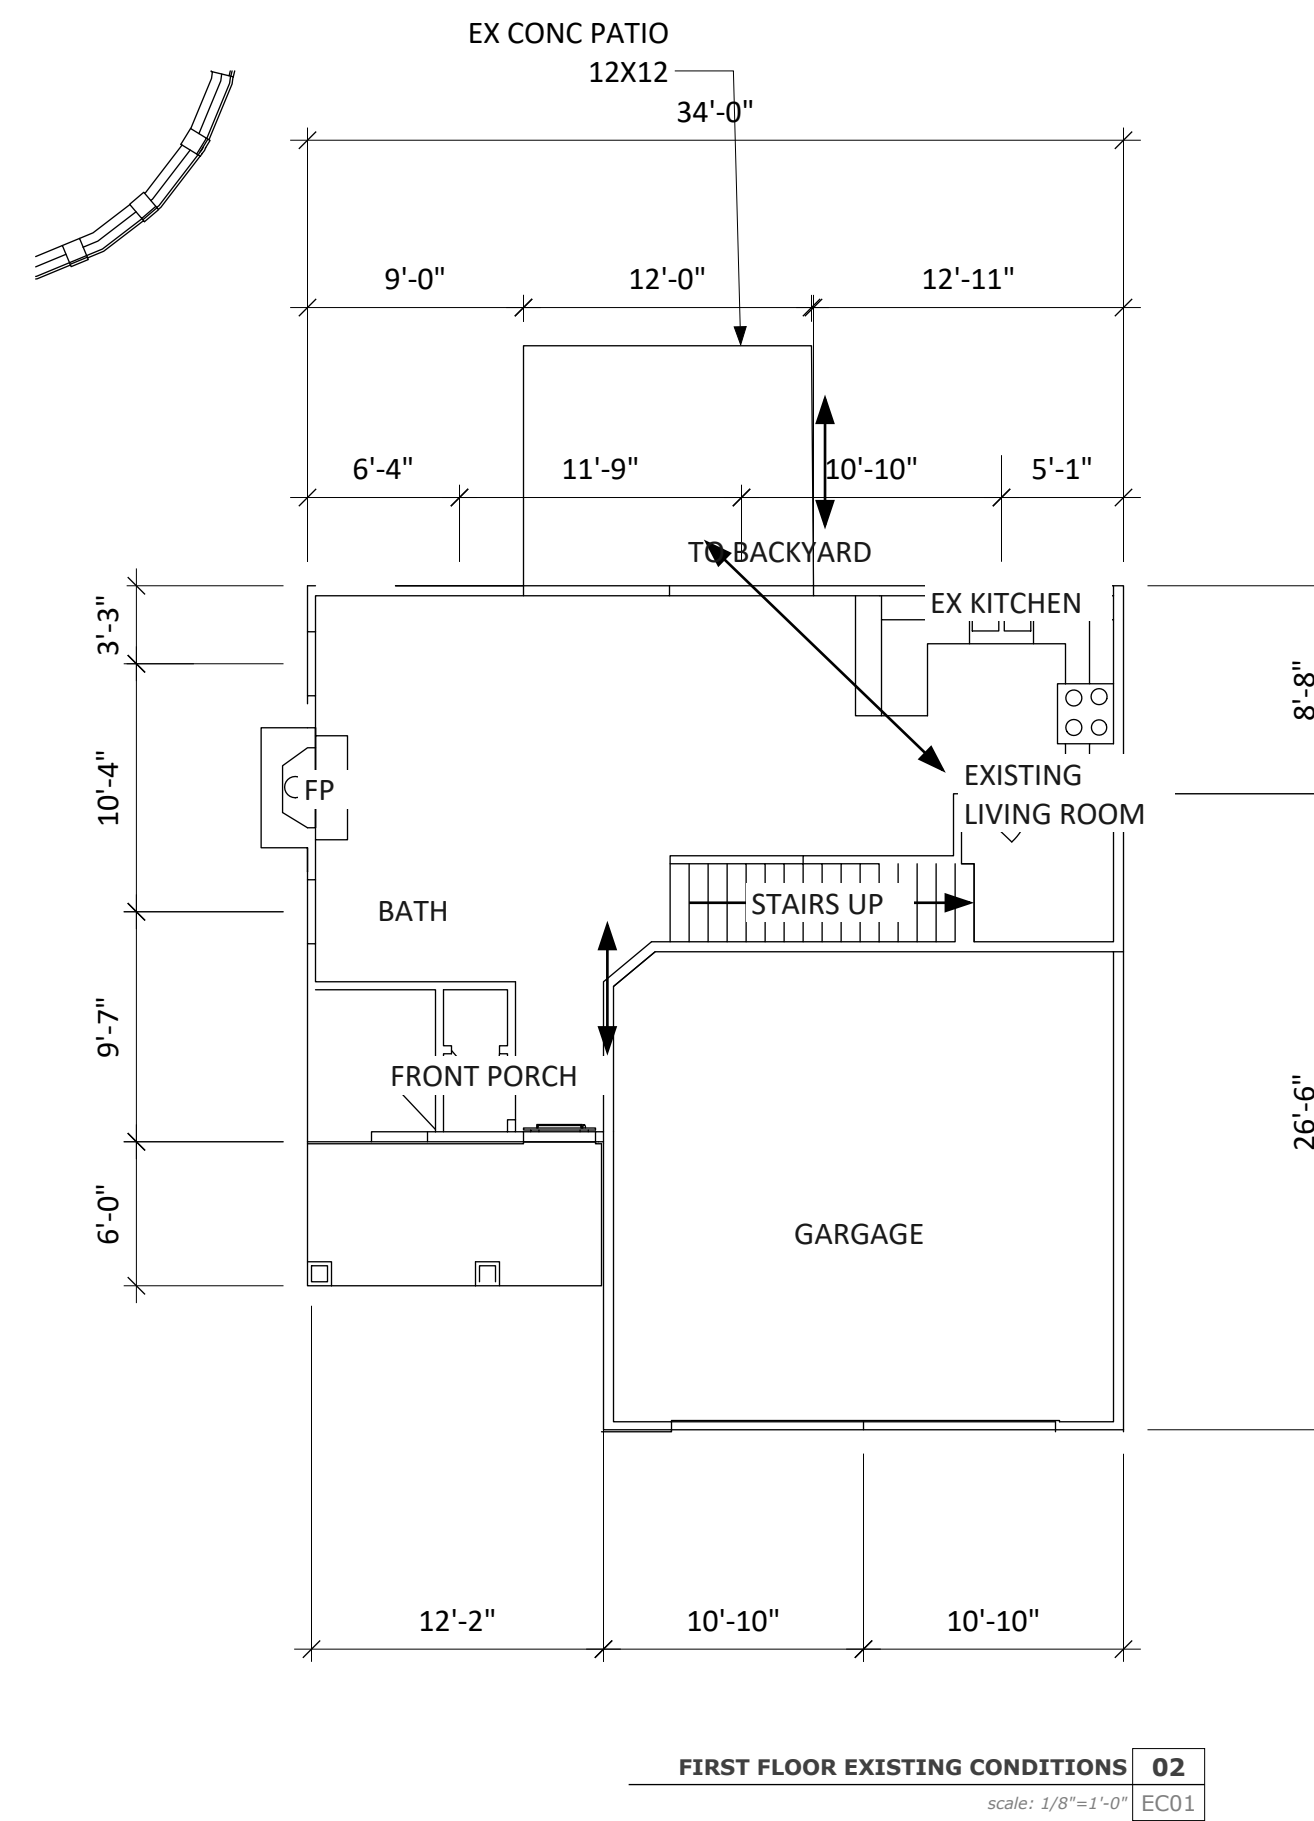 EX CONC PATIO
12X12
34'-0"
9'-0"
12'-0"
12'-11"
6'-4"
11'-9"
10'-10"
5'-1"
TO BACKYARD
EX KITCHEN
3'-3"
8'-8"
10'-4"
FP
EXISTING
LIVING ROOM
BATH
STAIRS UP
9'-7"
FRONT PORCH
26'-6"
6'-0"
GARGAGE
12'-2"
10'-10"
10'-10"
FIRST FLOOR EXISTING CONDITIONS 02
scale: 1/8"=1'-0" EC01